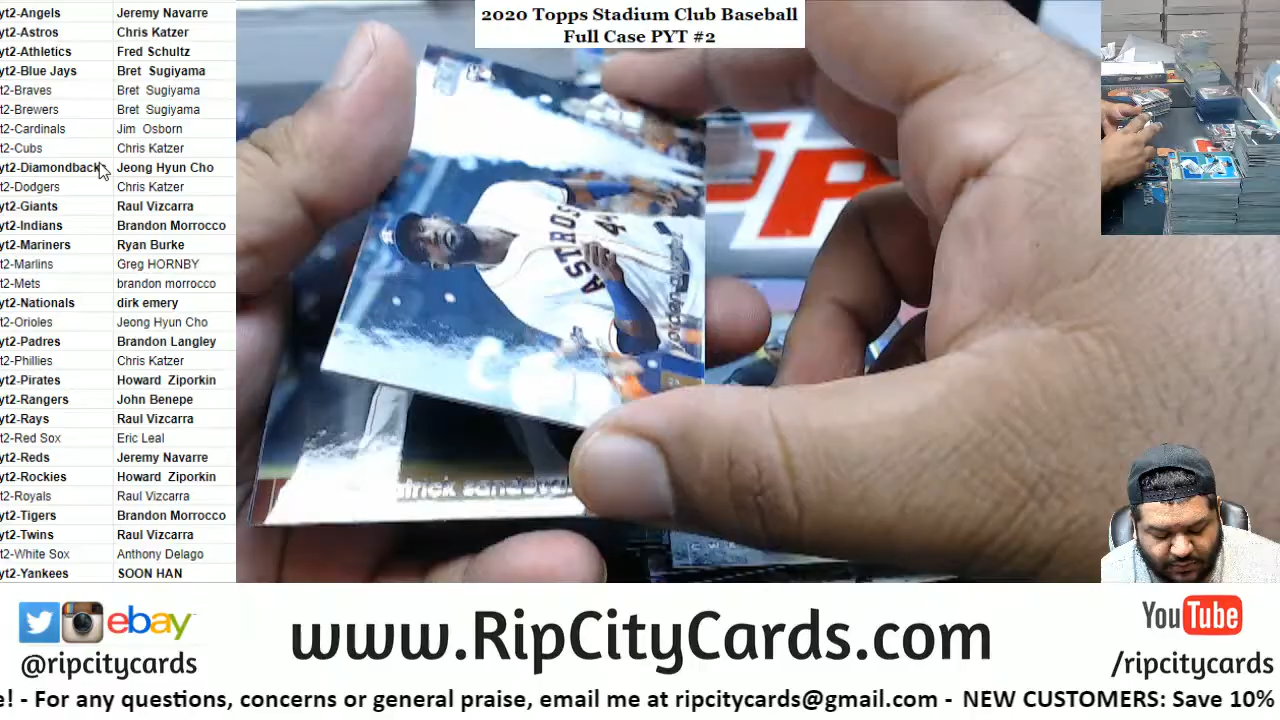 2020 Topps Stadium Club Baseball
Full Case PYT #2
yt2-Angels Jeremy Navarre
yt2-Astros Chris Katzer
yt2-Athletics Fred Schultz
yt2-Blue Jays Bret Sugiyama
t2-Braves Bret Sugiyama
t2-Brewers Bret Sugiyama
t2-Cardinals Jim Osborn
t2-Cubs Chris Katzer
yt2-Diamondback Jeong Hyun Cho
t2-Dodgers Chris Katzer
yt2-Giants Raul Vizcarra
yt2-Indians Brandon Morrocco
yt2-Mariners Ryan Burke
t2-Marlins Greg HORNBY
t2-Mets brandon morrocco
yt2-Nationals dirk emery
t2-Orioles Jeong Hyun Cho
yt2-Padres Brandon Langley
t2-Phillies Chris Katzer
yt2-Pirates Howard Ziporkin
yt2-Rangers John Benepe
yt2-Rays Raul Vizcarra
t2-Red Sox Eric Leal
yt2-Reds Jeremy Navarre
yt2-Rockies Howard Ziporkin
t2-Royals Raul Vizcarra
yt2-Tigers Brandon Morrocco
yt2-Twins Raul Vizcarra
t2-White Sox Anthony Delago
yt2-Yankees SOON HAN
ASTROS
44
yordan
ebay
@ripcitycards
www.RipCityCards.com
YouTube
/ripcitycards
e! - For any questions, concerns or general praise, email me at ripcitycards@gmail.com - NEW CUSTOMERS: Save 10%